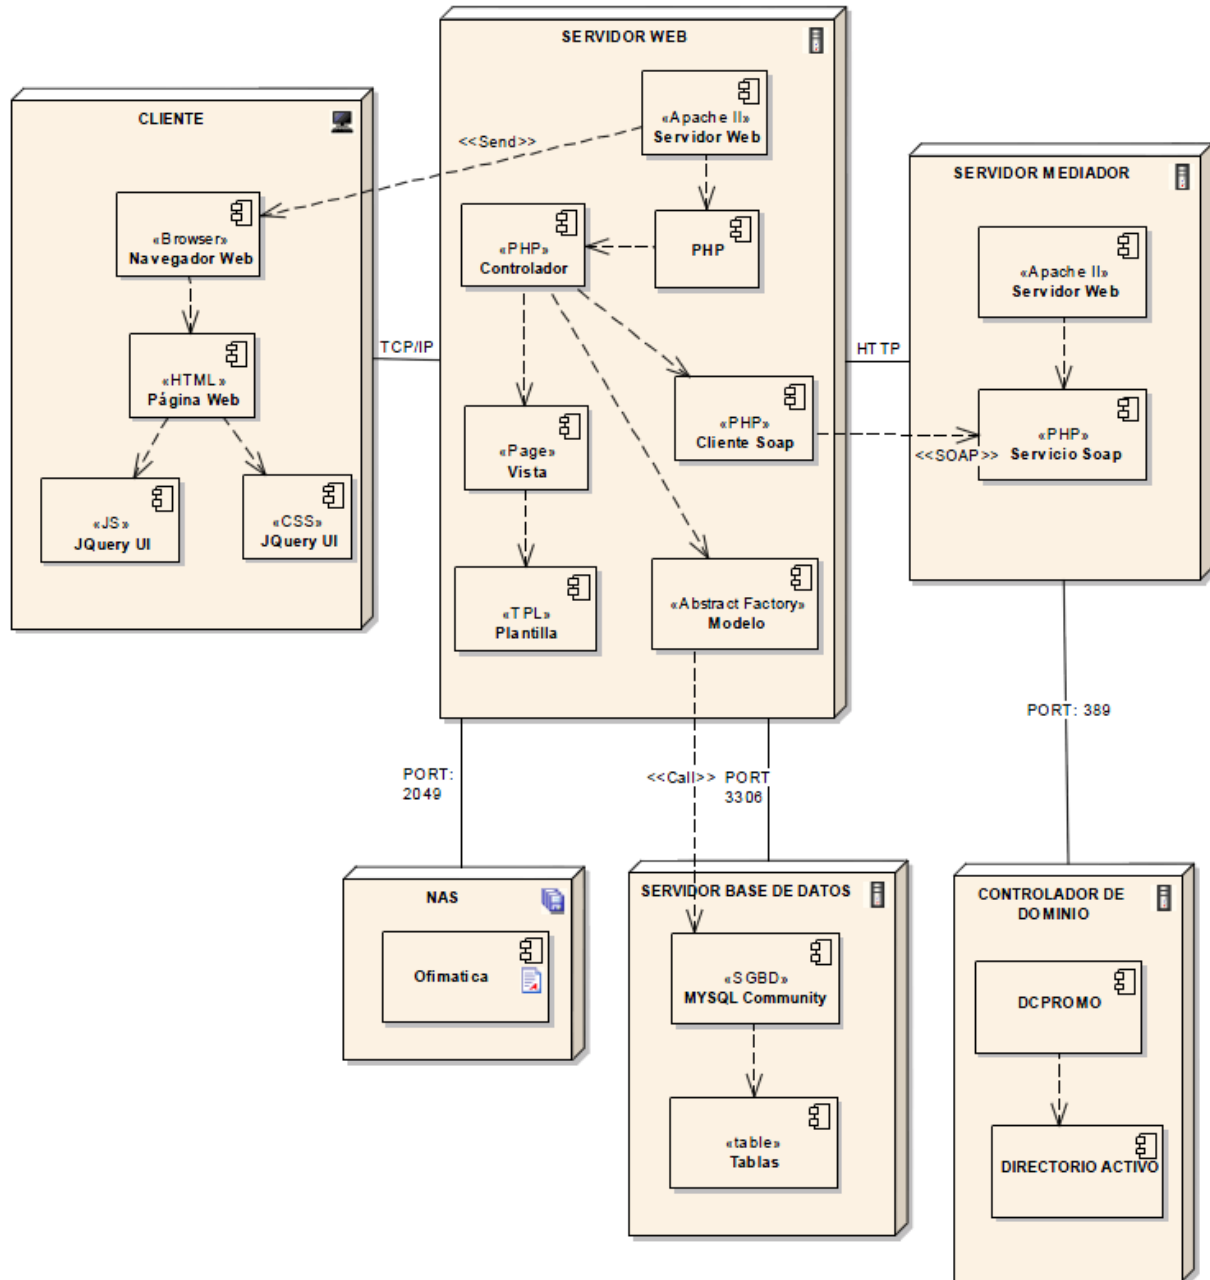 SERVIDOR WEB
«Apache II»
Servidor Web
<<Send>>
PHP
«PHP»
Controlador
«Page»
Vista
«TPL»
Plantilla
«PHP»
Cliente Soap
«Abstract Factory»
Modelo
CLIENTE
«Browser»
Navegador Web
«HTML»
Página Web
«JS»
JQuery UI
«CSS»
JQuery UI
TCP/IP
HTTP
SERVIDOR MEDIADOR
«Apache II»
Servidor Web
«PHP»
Servicio Soap
<<SOAP>>
PORT:
2049
<<Call>>
PORT
3306
PORT: 389
NAS
Ofimatica
SERVIDOR BASE DE DATOS
«SGBD»
MYSQL Community
«table»
Tablas
CONTROLADOR DE
DOMINIO
DCPROMO
DIRECTORIO ACTIVO